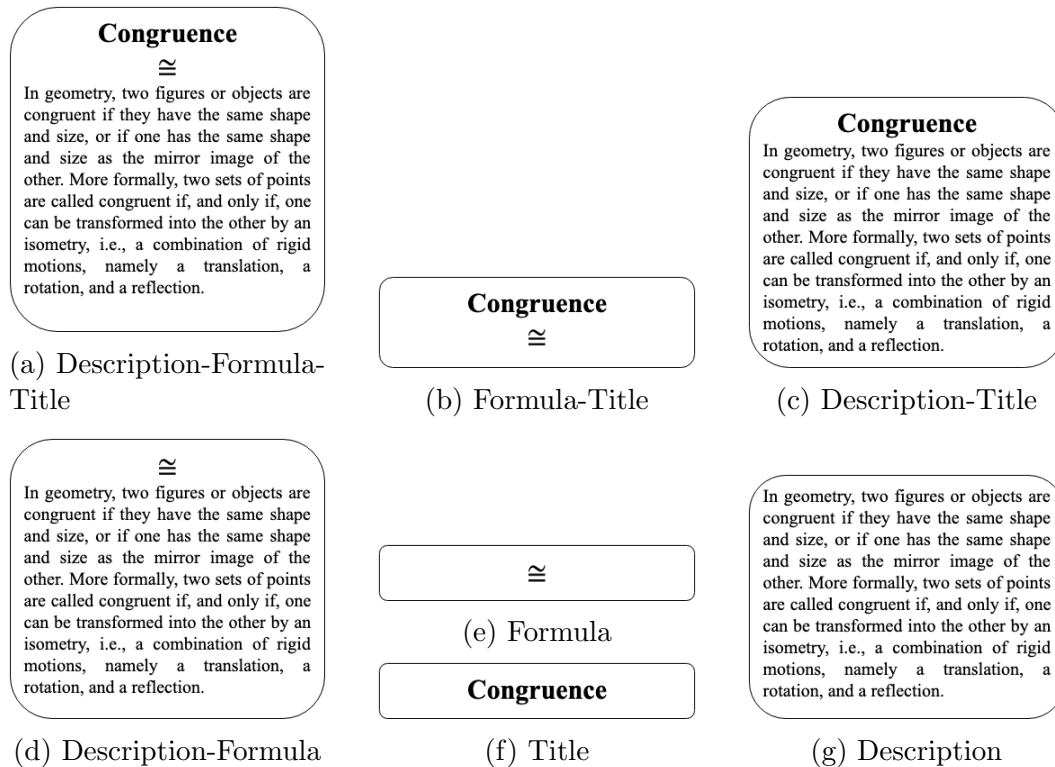 Congruence
≅
In geometry, two figures or objects are
congruent if they have the same shape
and size, or if one has the same shape
and size as the mirror image of the
other. More formally, two sets of points
are called congruent if, and only if, one
can be transformed into the other by an
isometry, i.e., a combination of rigid
motions, namely a translation, a
rotation, and a reflection.
(a) Description-Formula-
Title
Congruence
≅
(b) Formula-Title
Congruence
In geometry, two figures or objects are
congruent if they have the same shape
and size, or if one has the same shape
and size as the mirror image of the
other. More formally, two sets of points
are called congruent if, and only if, one
can be transformed into the other by an
isometry, i.e., a combination of rigid
motions, namely a translation, a
rotation, and a reflection.
(c) Description-Title
≅
In geometry, two figures or objects are
congruent if they have the same shape
and size, or if one has the same shape
and size as the mirror image of the
other. More formally, two sets of points
are called congruent if, and only if, one
can be transformed into the other by an
isometry, i.e., a combination of rigid
motions, namely a translation, a
rotation, and a reflection.
(d) Description-Formula
≅
(e) Formula
Congruence
(f) Title
In geometry, two figures or objects are
congruent if they have the same shape
and size, or if one has the same shape
and size as the mirror image of the
other. More formally, two sets of points
are called congruent if, and only if, one
can be transformed into the other by an
isometry, i.e., a combination of rigid
motions, namely a translation, a
rotation, and a reflection.
(g) Description